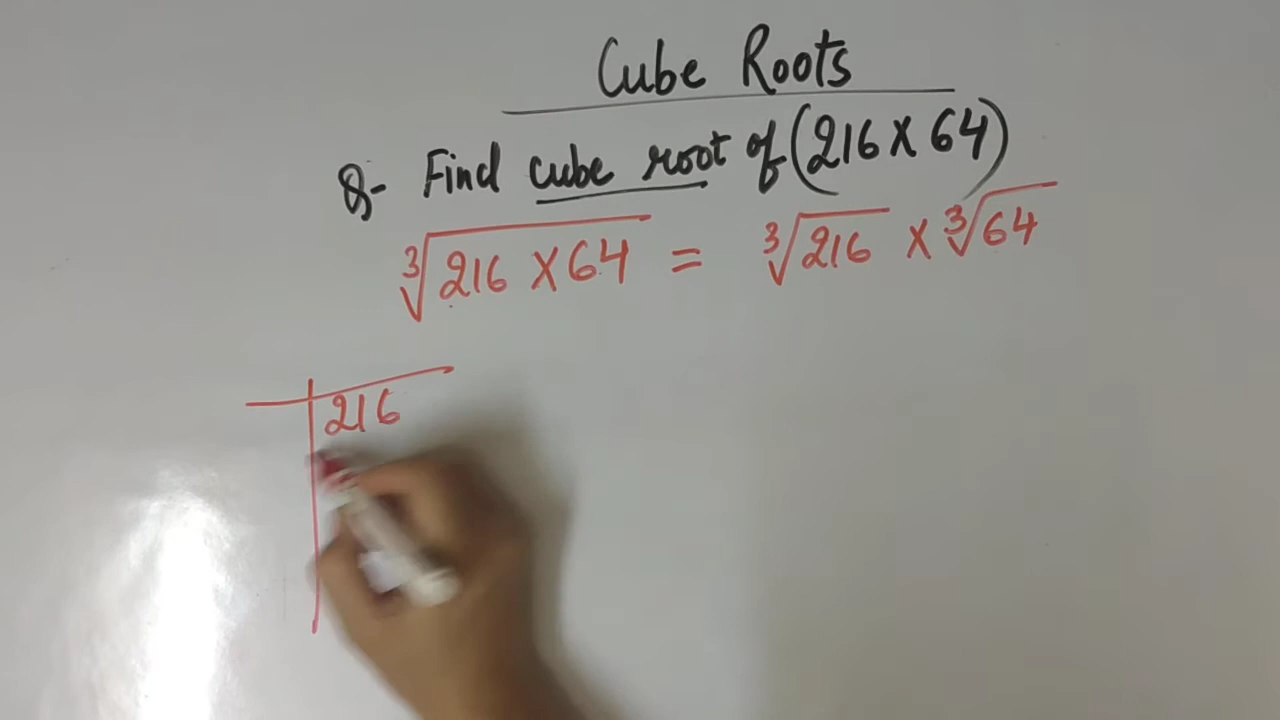 Cube Roots
Q- Find cube root of (216 × 64)
∛216 × 64 = ∛216 × ∛64
216